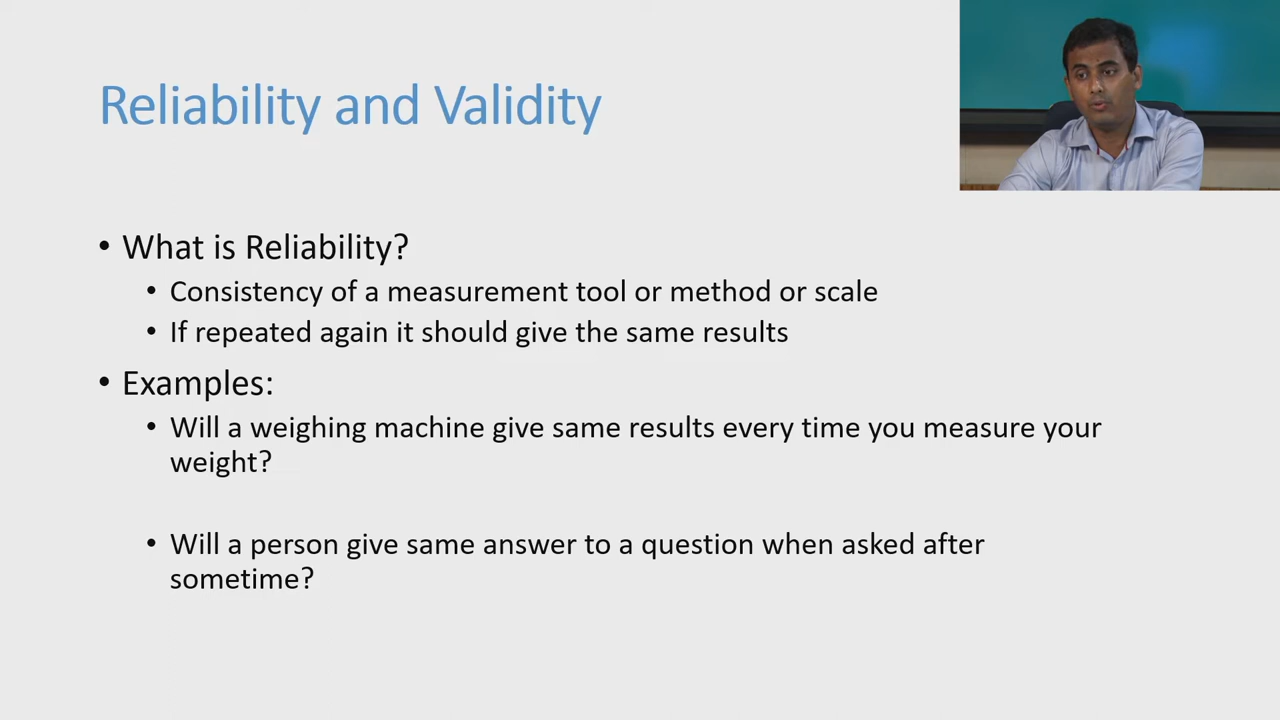 Reliability and Validity
• What is Reliability?
• Consistency of a measurement tool or method or scale
• If repeated again it should give the same results
• Examples:
• Will a weighing machine give same results every time you measure your
weight?
• Will a person give same answer to a question when asked after
sometime?